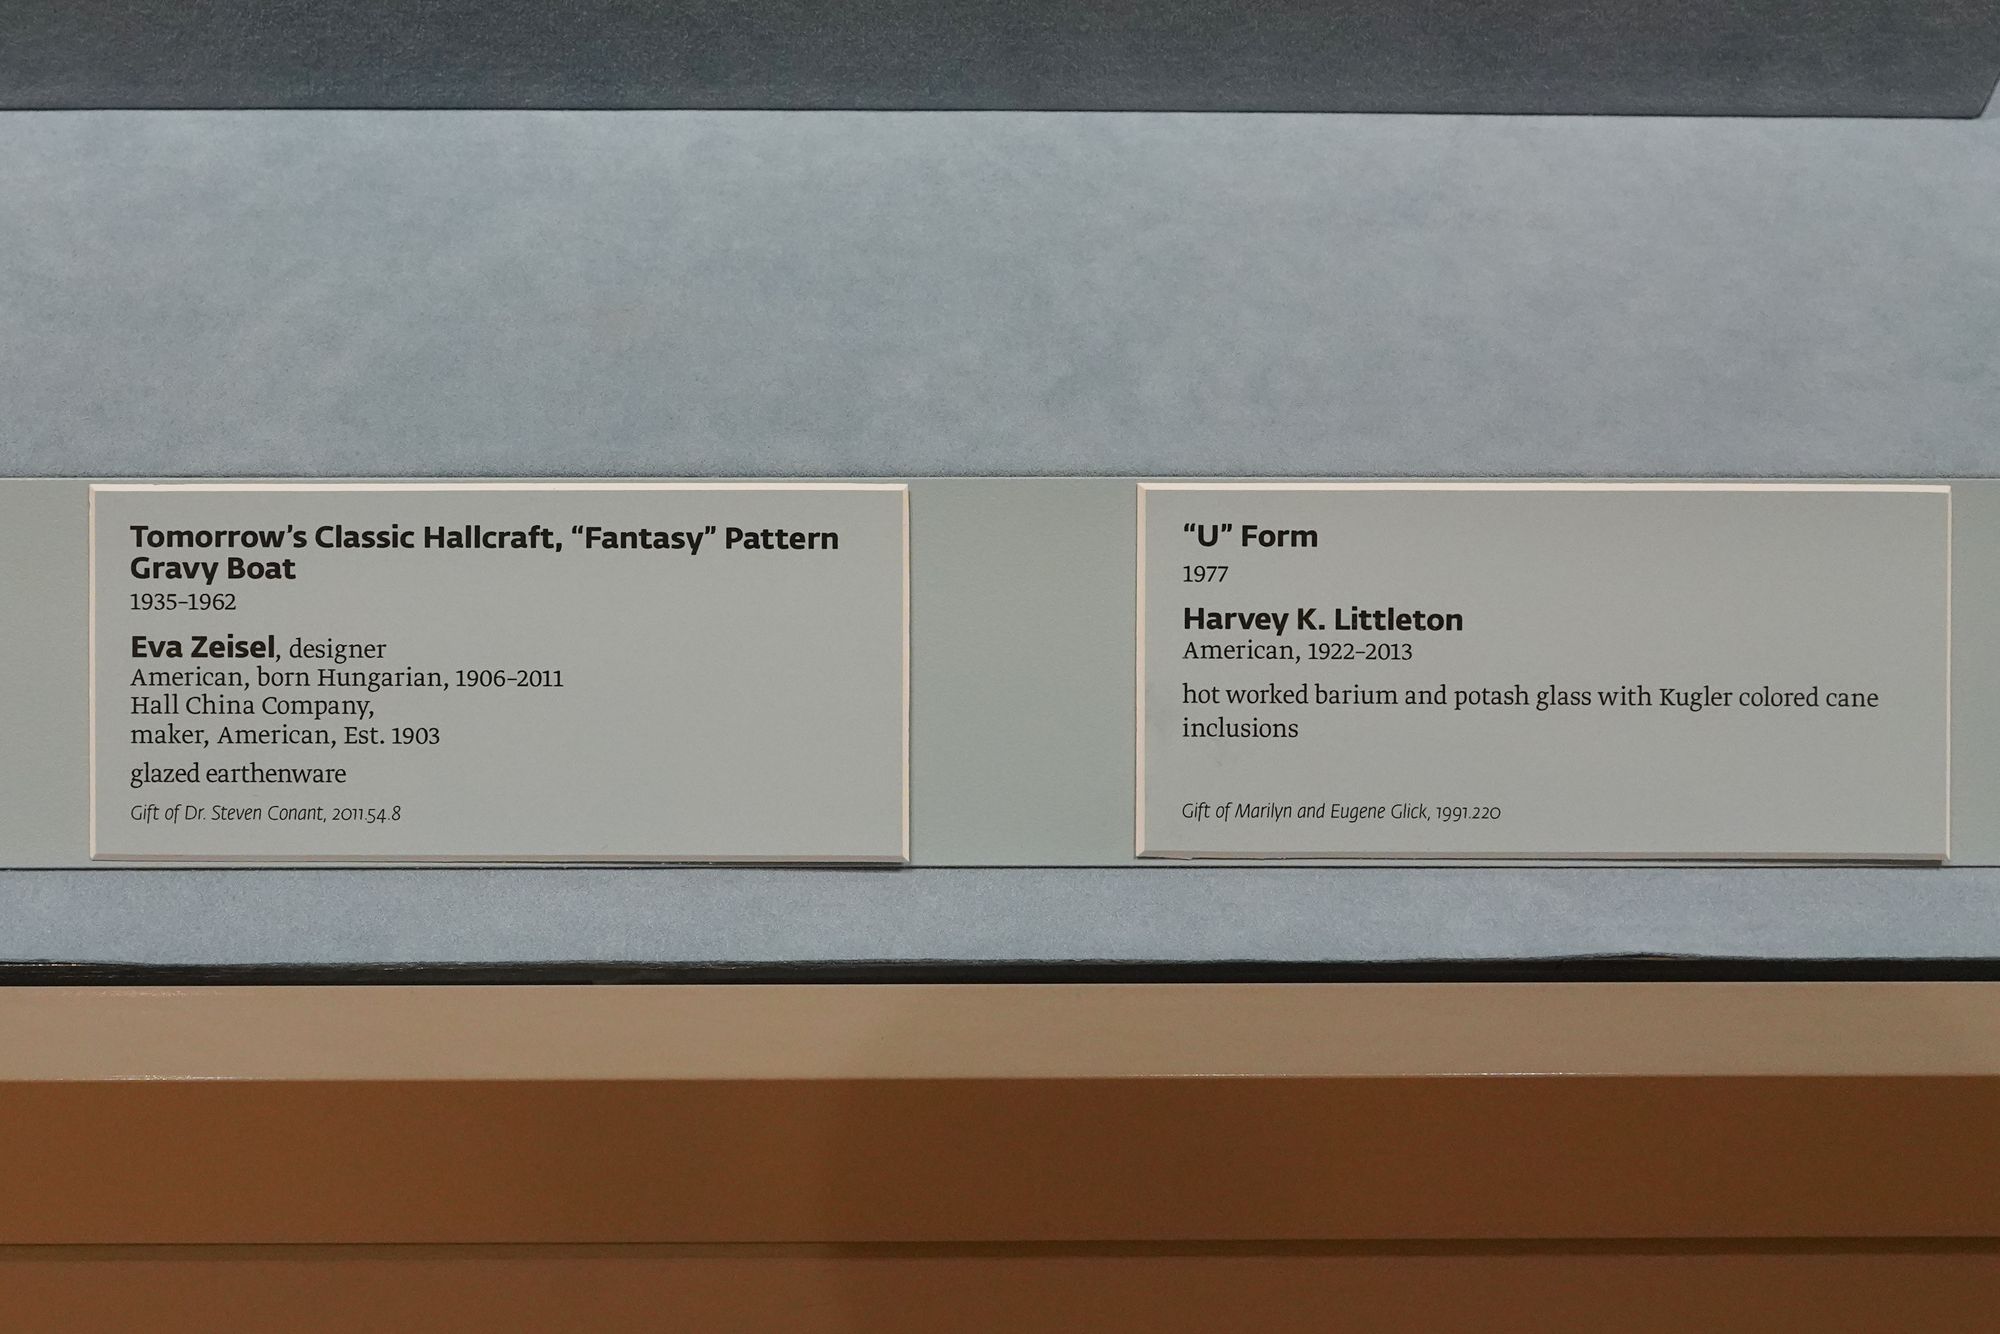 Tomorrow’s Classic Hallcraft, “Fantasy” Pattern
Gravy Boat
1935–1962
Eva Zeisel, designer
American, born Hungarian, 1906–2011
Hall China Company,
maker, American, Est. 1903
glazed earthenware
Gift of Dr. Steven Conant, 2011.54.8
“U” Form
1977
Harvey K. Littleton
American, 1922–2013
hot worked barium and potash glass with Kugler colored cane
inclusions
Gift of Marilyn and Eugene Glick, 1991.220